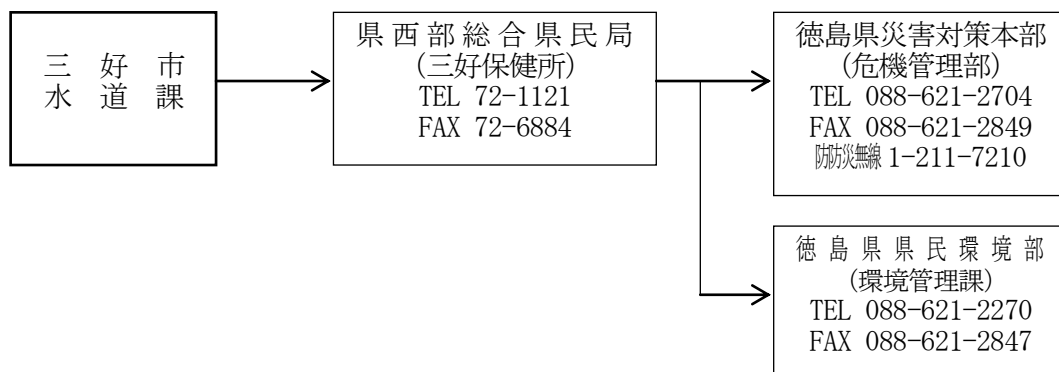 三好市
水道課
県西部総合県民局
(三好保健所)
TEL 72-1121
FAX 72-6884
徳島県災害対策本部
(危機管理部)
TEL 088-621-2704
FAX 088-621-2849
防防災無線 1-211-7210
徳島県県民環境部
(環境管理課)
TEL 088-621-2270
FAX 088-621-2847